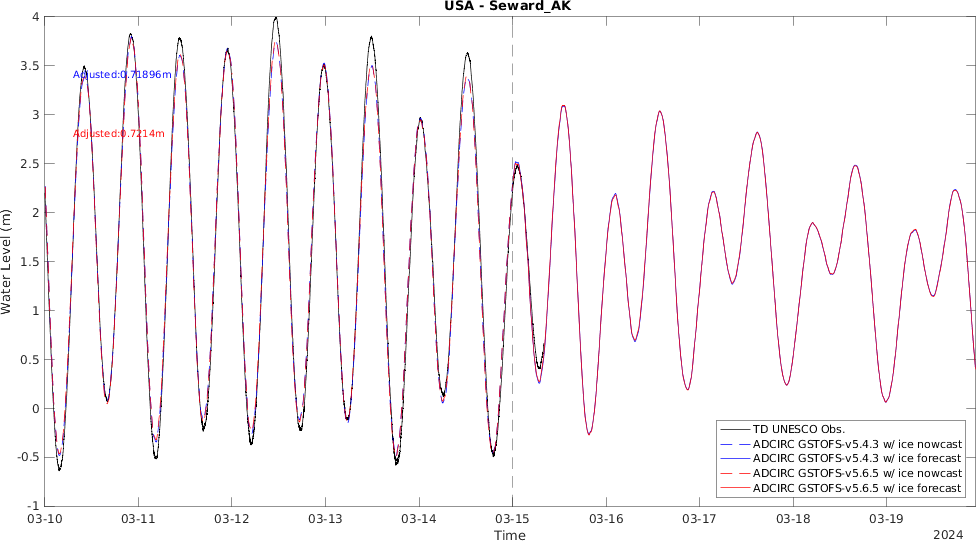 USA - Seward_AK
4
3.5
3
2.5
2
1.5
1
0.5
0
-0.5
-1
Water Level (m)
Adjusted:0.71896m
Adjusted:0.7214m
TD UNESCO Obs.
ADCIRC GSTOFS-v5.4.3 w/ ice nowcast
ADCIRC GSTOFS-v5.4.3 w/ ice forecast
ADCIRC GSTOFS-v5.6.5 w/ ice nowcast
ADCIRC GSTOFS-v5.6.5 w/ ice forecast
03-10 03-11 03-12 03-13 03-14 03-15 03-16 03-17 03-18 03-19
Time
2024